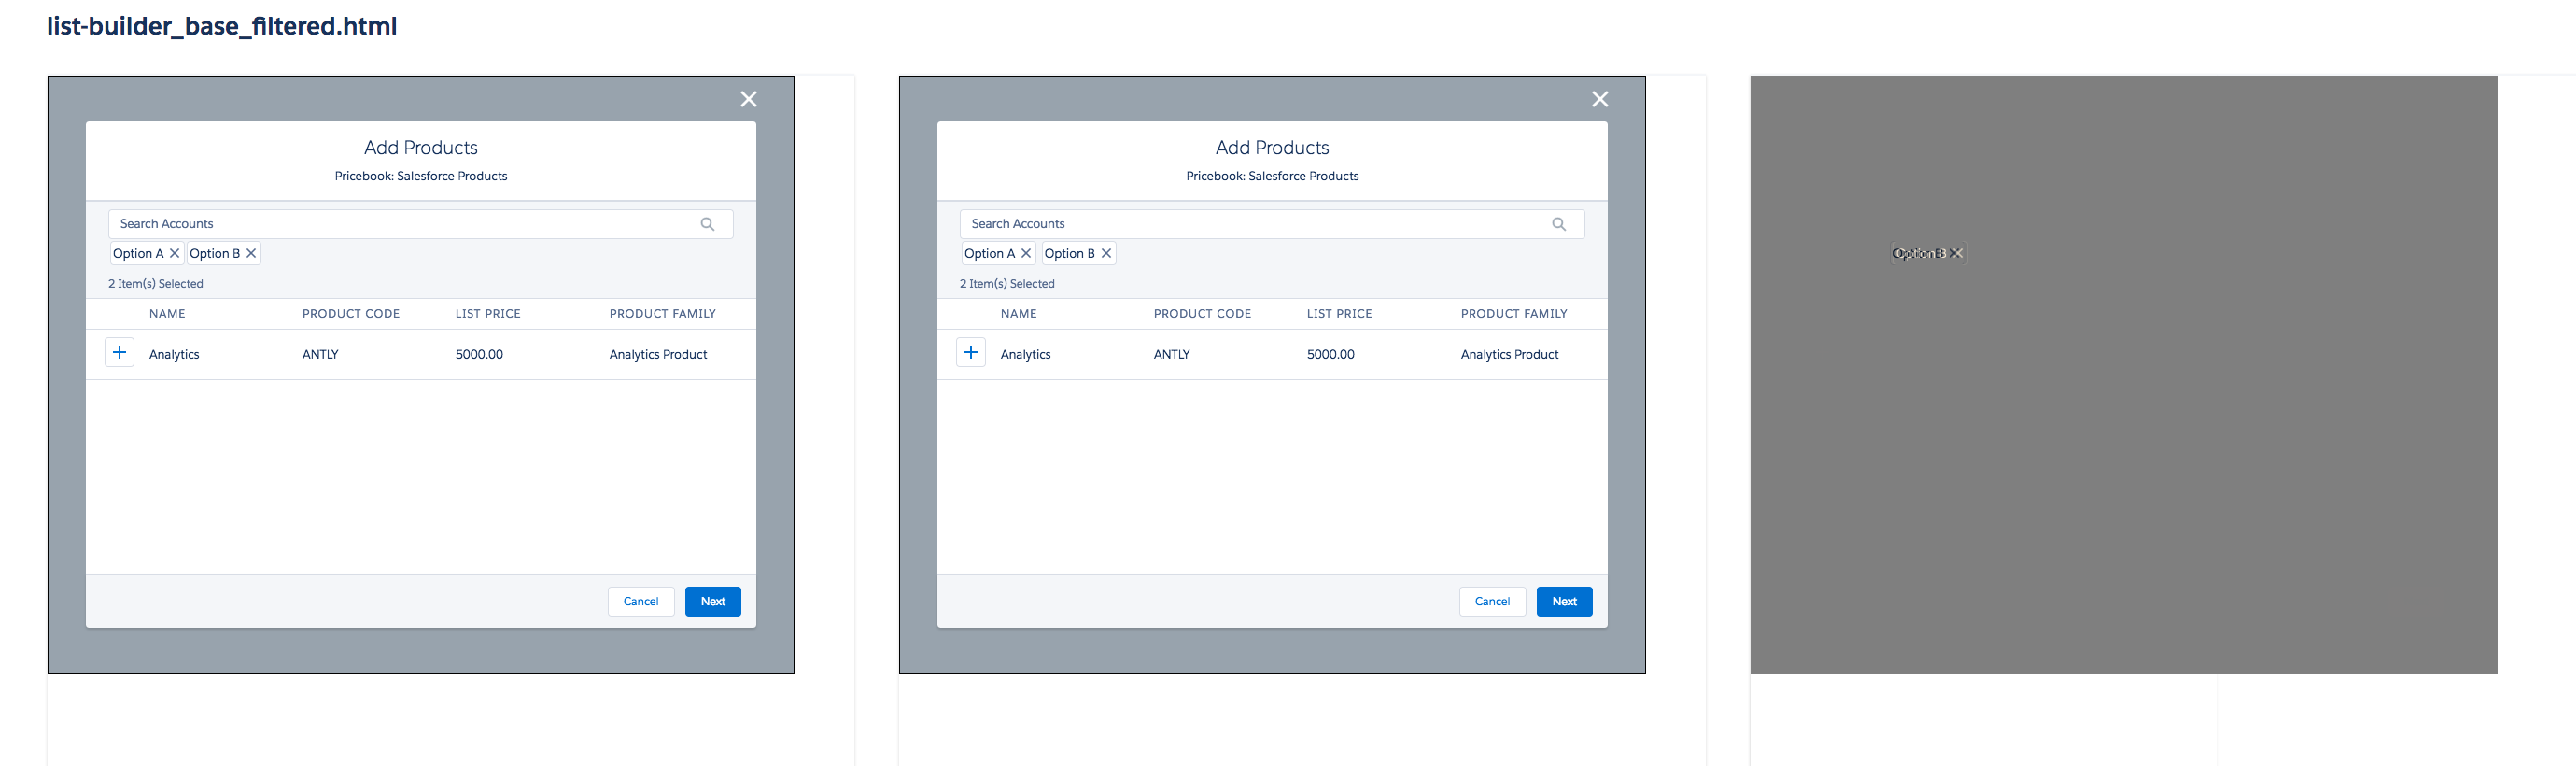 list-builder_base_filtered.html
Add Products
Pricebook: Salesforce Products
Search Accounts
Option A Option B
2 Item(s) Selected
NAME PRODUCT CODE LIST PRICE PRODUCT FAMILY
Analytics ANTLY 5000.00 Analytics Product
Cancel Next
Add Products
Pricebook: Salesforce Products
Search Accounts
Option A Option B
2 Item(s) Selected
NAME PRODUCT CODE LIST PRICE PRODUCT FAMILY
Analytics ANTLY 5000.00 Analytics Product
Cancel Next
Option B